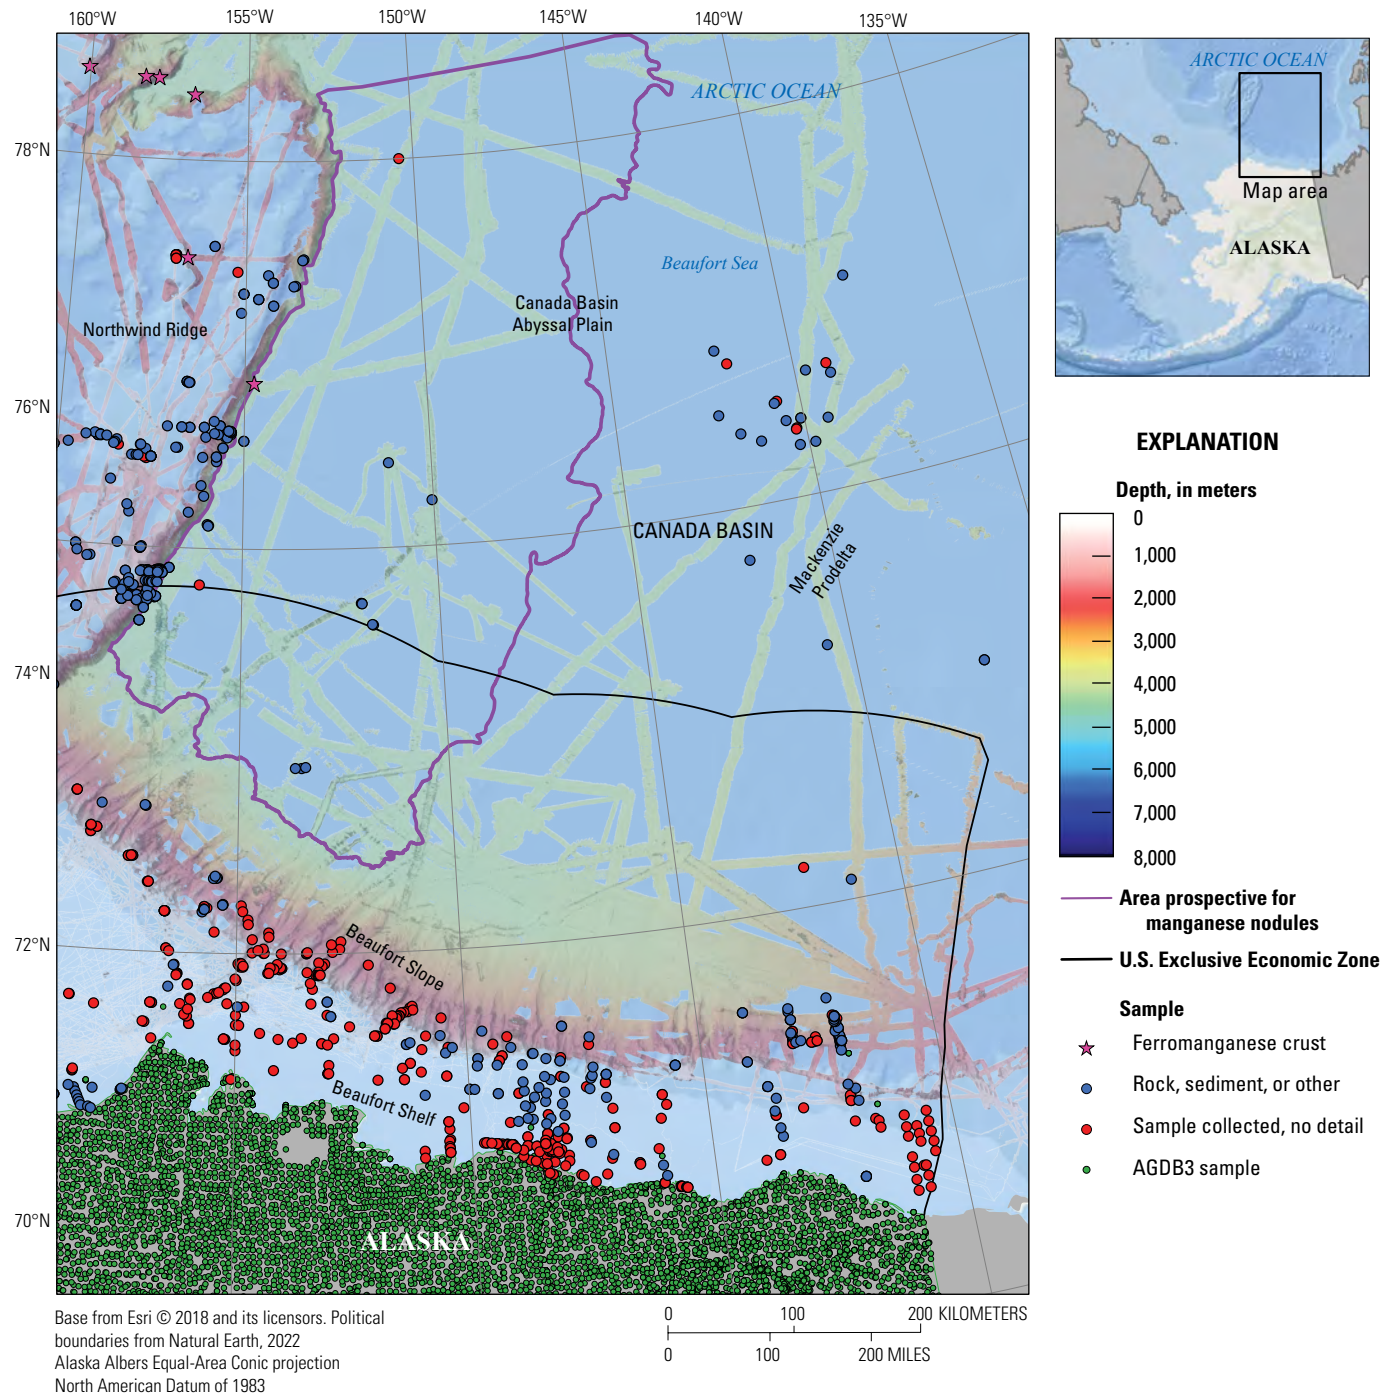 160°W
155°W
150°W
145°W
140°W
135°W
78°N
76°N
74°N
72°N
70°N
ARCTIC OCEAN
Beaufort Sea
Canada Basin
Abyssal Plain
Northwind Ridge
CANADA BASIN
Mackenzie
Prodelta
Beaufort Slope
Beaufort Shelf
ALASKA
ARCTIC OCEAN
Map area
ALASKA
EXPLANATION
Depth, in meters
0
1,000
2,000
3,000
4,000
5,000
6,000
7,000
8,000
Area prospective for
manganese nodules
U.S. Exclusive Economic Zone
Sample
Ferromanganese crust
Rock, sediment, or other
Sample collected, no detail
AGDB3 sample
Base from Esri © 2018 and its licensors. Political
boundaries from Natural Earth, 2022
Alaska Albers Equal-Area Conic projection
North American Datum of 1983
0 100 200 KILOMETERS
0 100 200 MILES